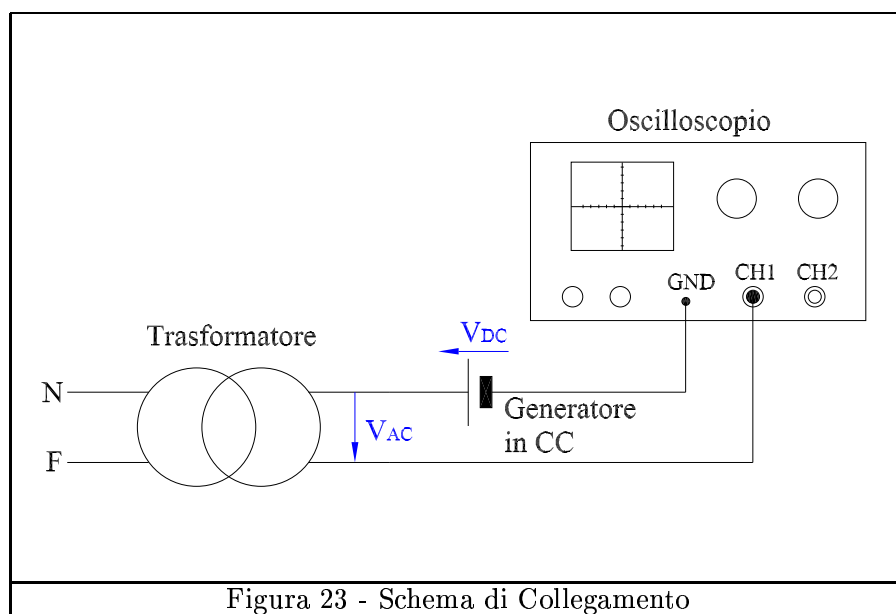 Oscilloscopio
GND
CH1
CH2
Trasformatore
VDC
N
Generatore
in CC
VAC
F
Figura 23 - Schema di Collegamento